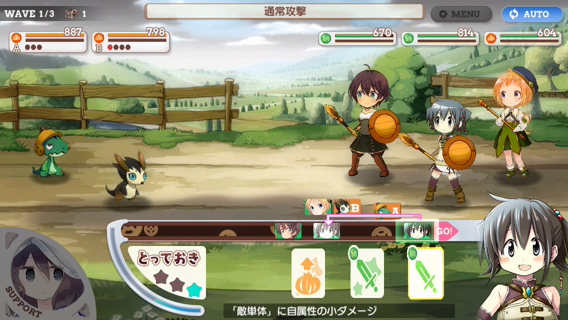 WAVE 1/3 1
通常攻撃
MENU
AUTO
887
798
A
B
670
814
604
B
A
GO!
とっておき
SUPPORT
「敵単体」に自属性の小ダメージ